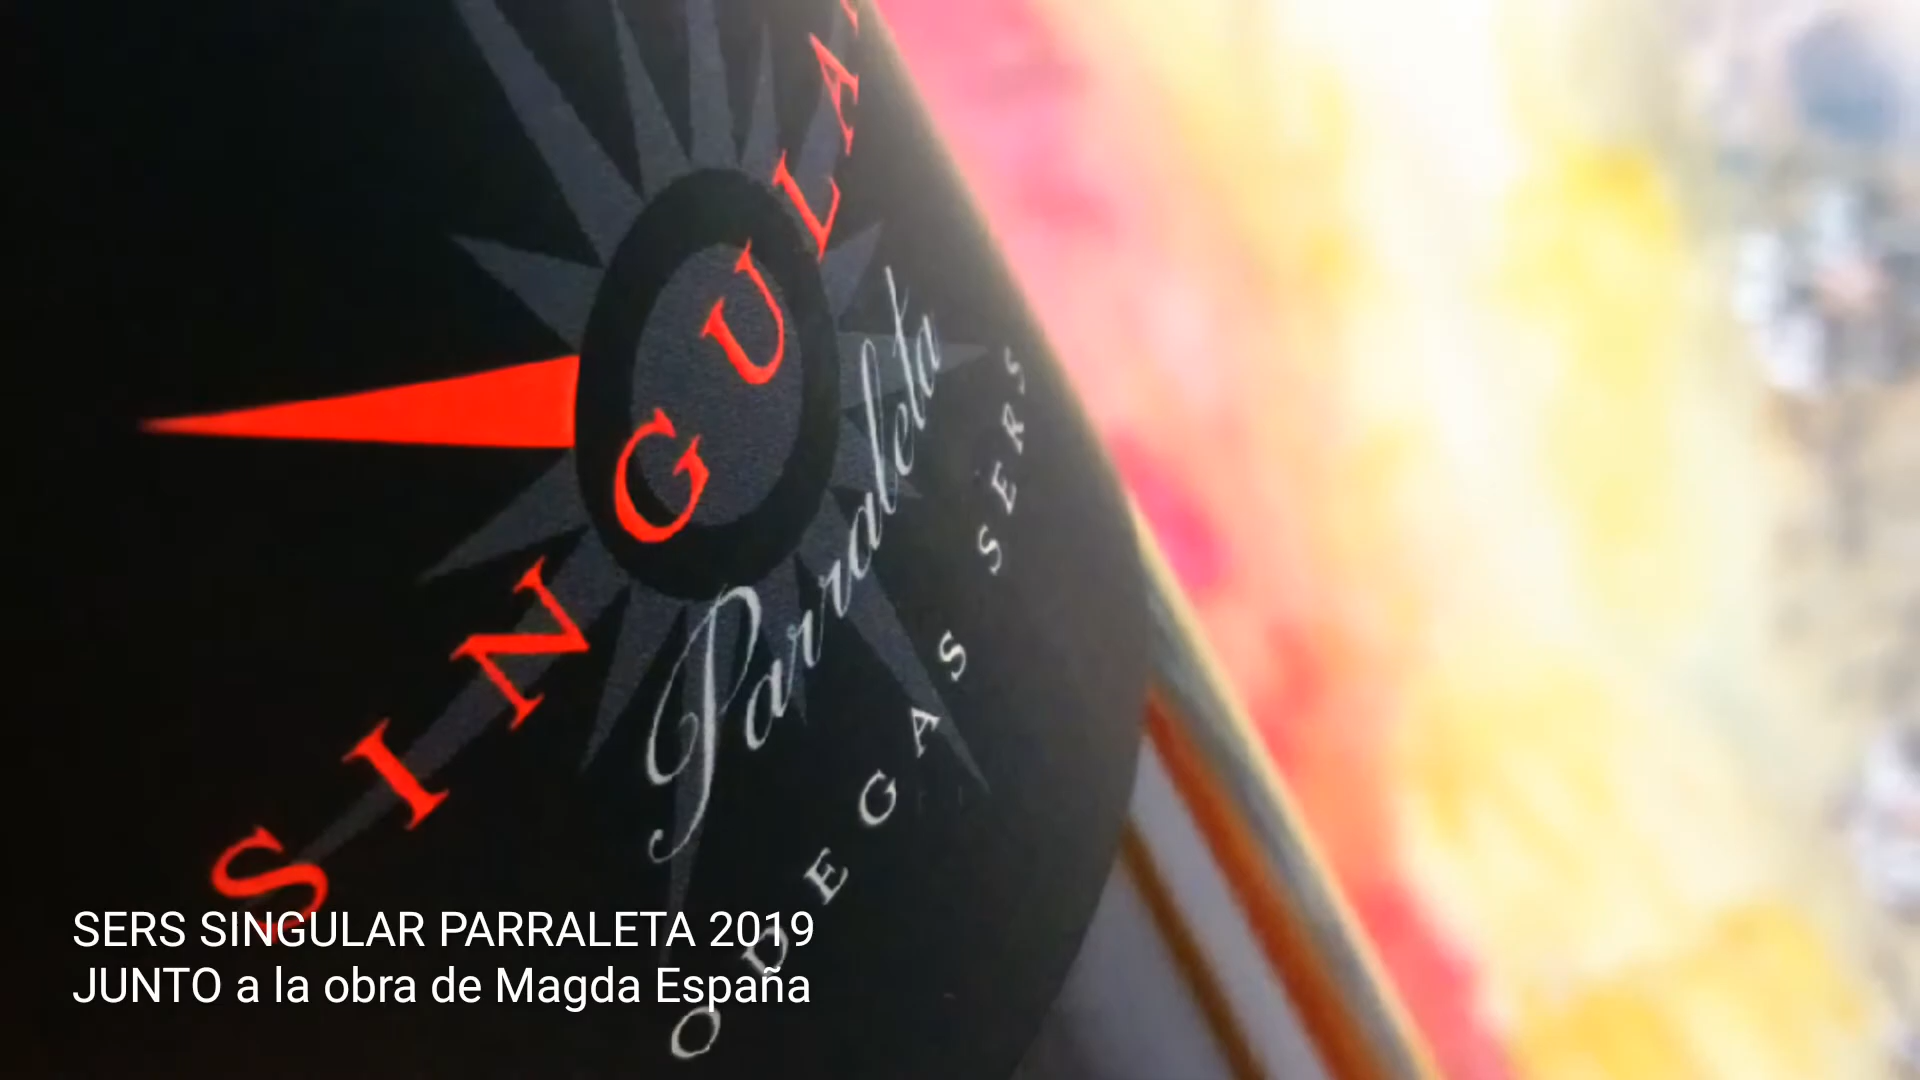 SINGULA
Parraleta
ODEGAS SERS
SERS SINGULAR PARRALETA 2019
JUNTO a la obra de Magda España